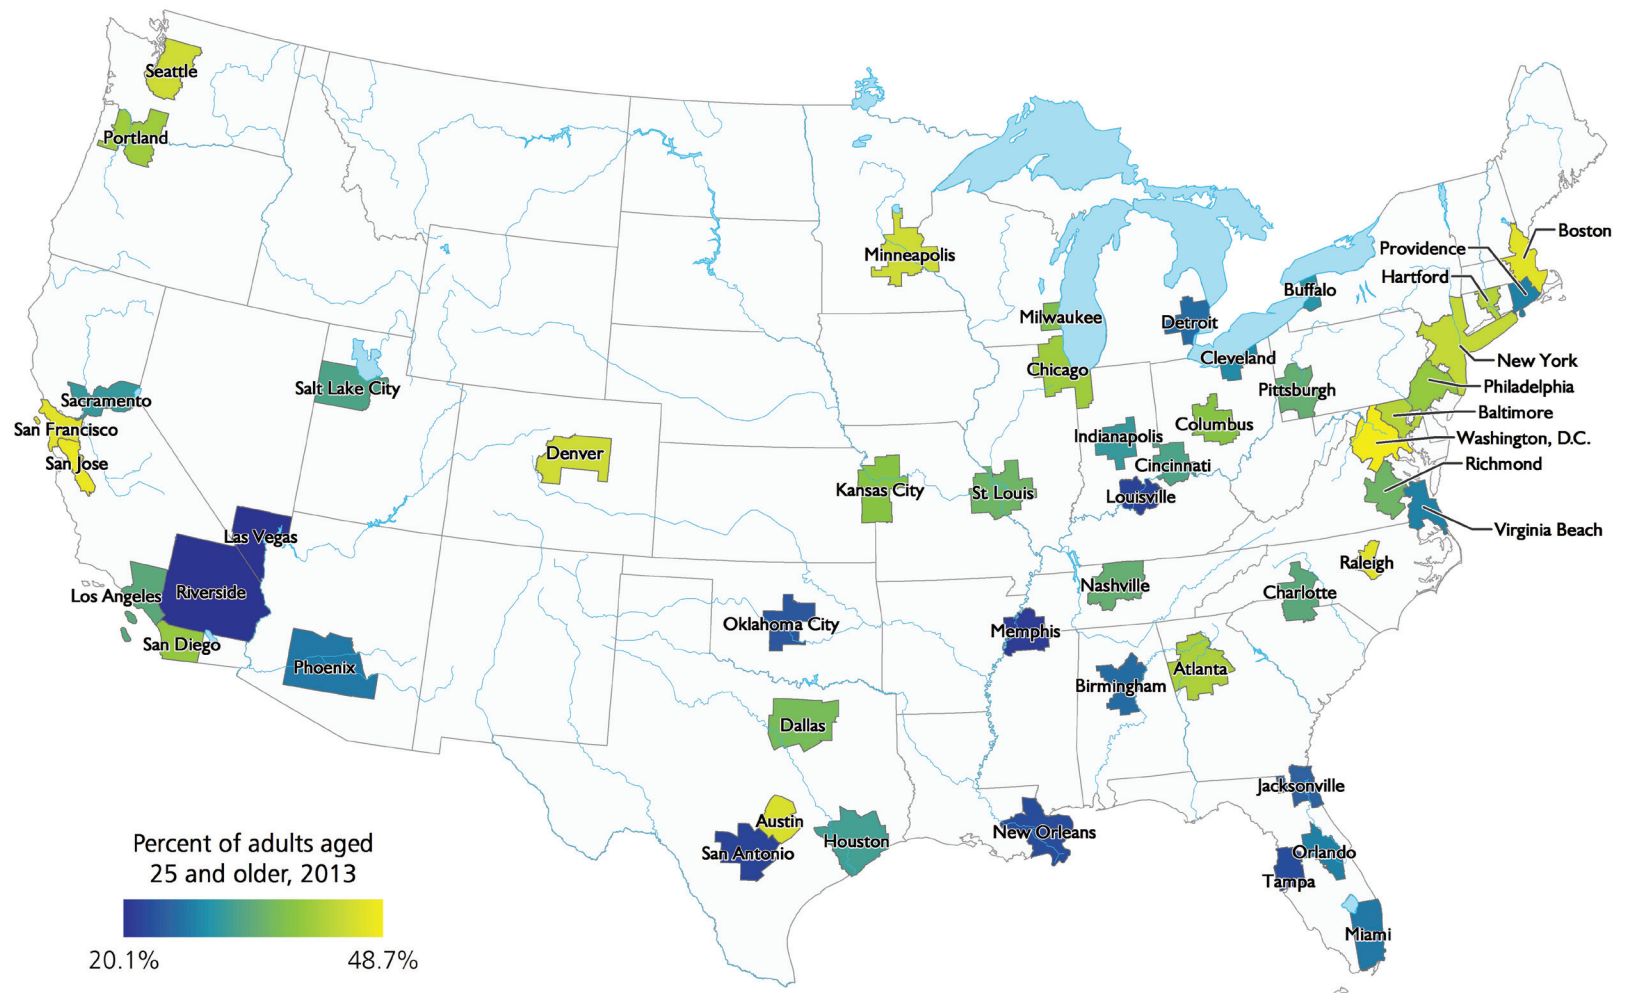 Seattle
Portland
Minneapolis
Boston
Providence
Hartford
Buffalo
Milwaukee
Detroit
Cleveland
New York
Chicago
Salt Lake City
Pittsburgh
Philadelphia
Sacramento
Baltimore
San Francisco
Columbus
Indianapolis
Washington, D.C.
San Jose
Denver
Cincinnati
Richmond
Kansas City
St Louis
Louisville
Virginia Beach
Las Vegas
Raleigh
Los Angeles
Riverside
Nashville
Charlotte
Oklahoma City
Memphis
San Diego
Phoenix
Birmingham
Atlanta
Dallas
Jacksonville
Austin
San Antonio
Houston
New Orleans
Orlando
Tampa
Miami
Percent of adults aged
25 and older, 2013
20.1%
48.7%